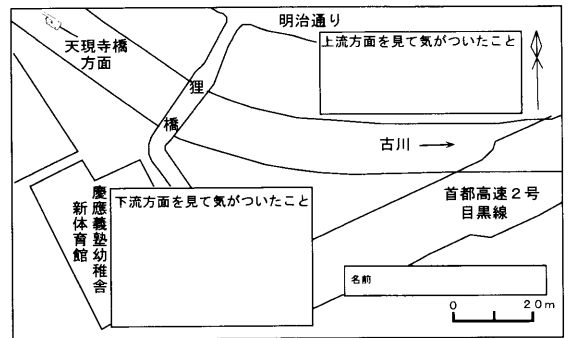 天現寺橋
方面
明治通り
上流方面を見て気がついたこと
狸
橋
古川 →
首都高速2号
目黒線
慶應義塾幼稚舎
新体育館
下流方面を見て気がついたこと
名前
0 20m